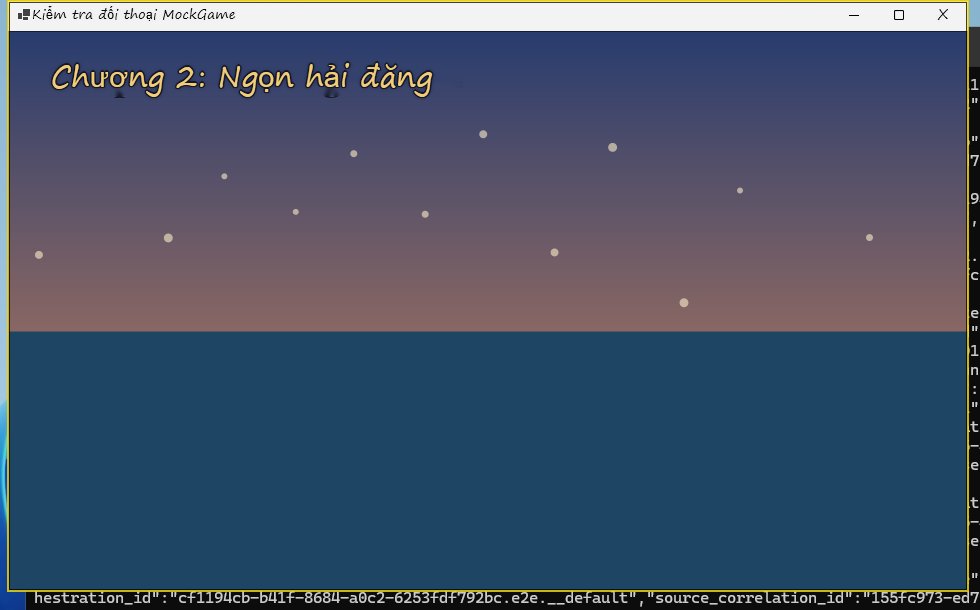 Kiểm tra đối thoại MockGame
Chương 2: Ngọn hải đăng
hestration_id":"cf1194cb-b41f-8684-a0c2-6253fdf792bc.e2e.__default","source_correlation_id":"155fc973-ed